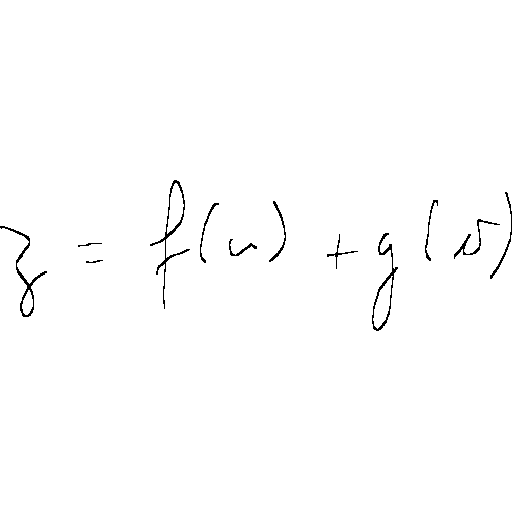 z = f(u) + g(v)